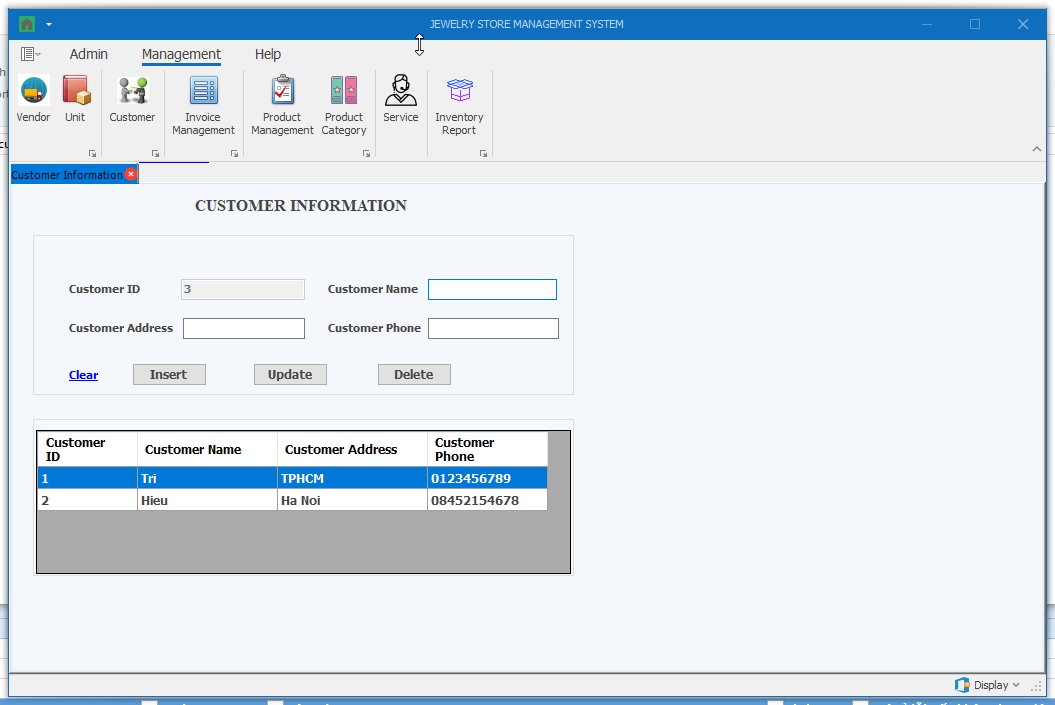 JEWELRY STORE MANAGEMENT SYSTEM
Admin Management Help
Vendor Unit Customer Invoice Management Product Management Product Category Service Inventory Report
Customer Information
CUSTOMER INFORMATION
Customer ID 3 Customer Name
Customer Address Customer Phone
Clear Insert Update Delete
Customer ID Customer Name Customer Address Customer Phone
1 Tri TPHCM 0123456789
2 Hieu Ha Noi 08452154678
Display